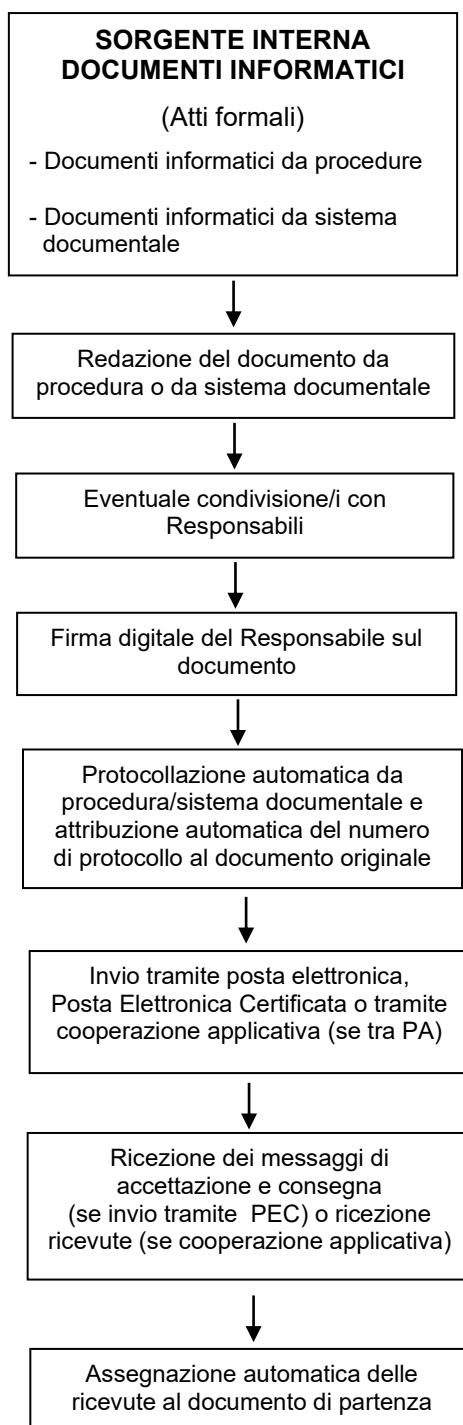 SORGENTE INTERNA
DOCUMENTI INFORMATICI
(Atti formali)
- Documenti informatici da procedure
- Documenti informatici da sistema
documentale
Redazione del documento da
procedura o da sistema documentale
Eventuale condivisione/i con
Responsabili
Firma digitale del Responsabile sul
documento
Protocollazione automatica da
procedura/sistema documentale e
attribuzione automatica del numero
di protocollo al documento originale
Invio tramite posta elettronica,
Posta Elettronica Certificata o tramite
cooperazione applicativa (se tra PA)
Ricezione dei messaggi di
accettazione e consegna
(se invio tramite PEC) o ricezione
ricevute (se cooperazione applicativa)
Assegnazione automatica delle
ricevute al documento di partenza